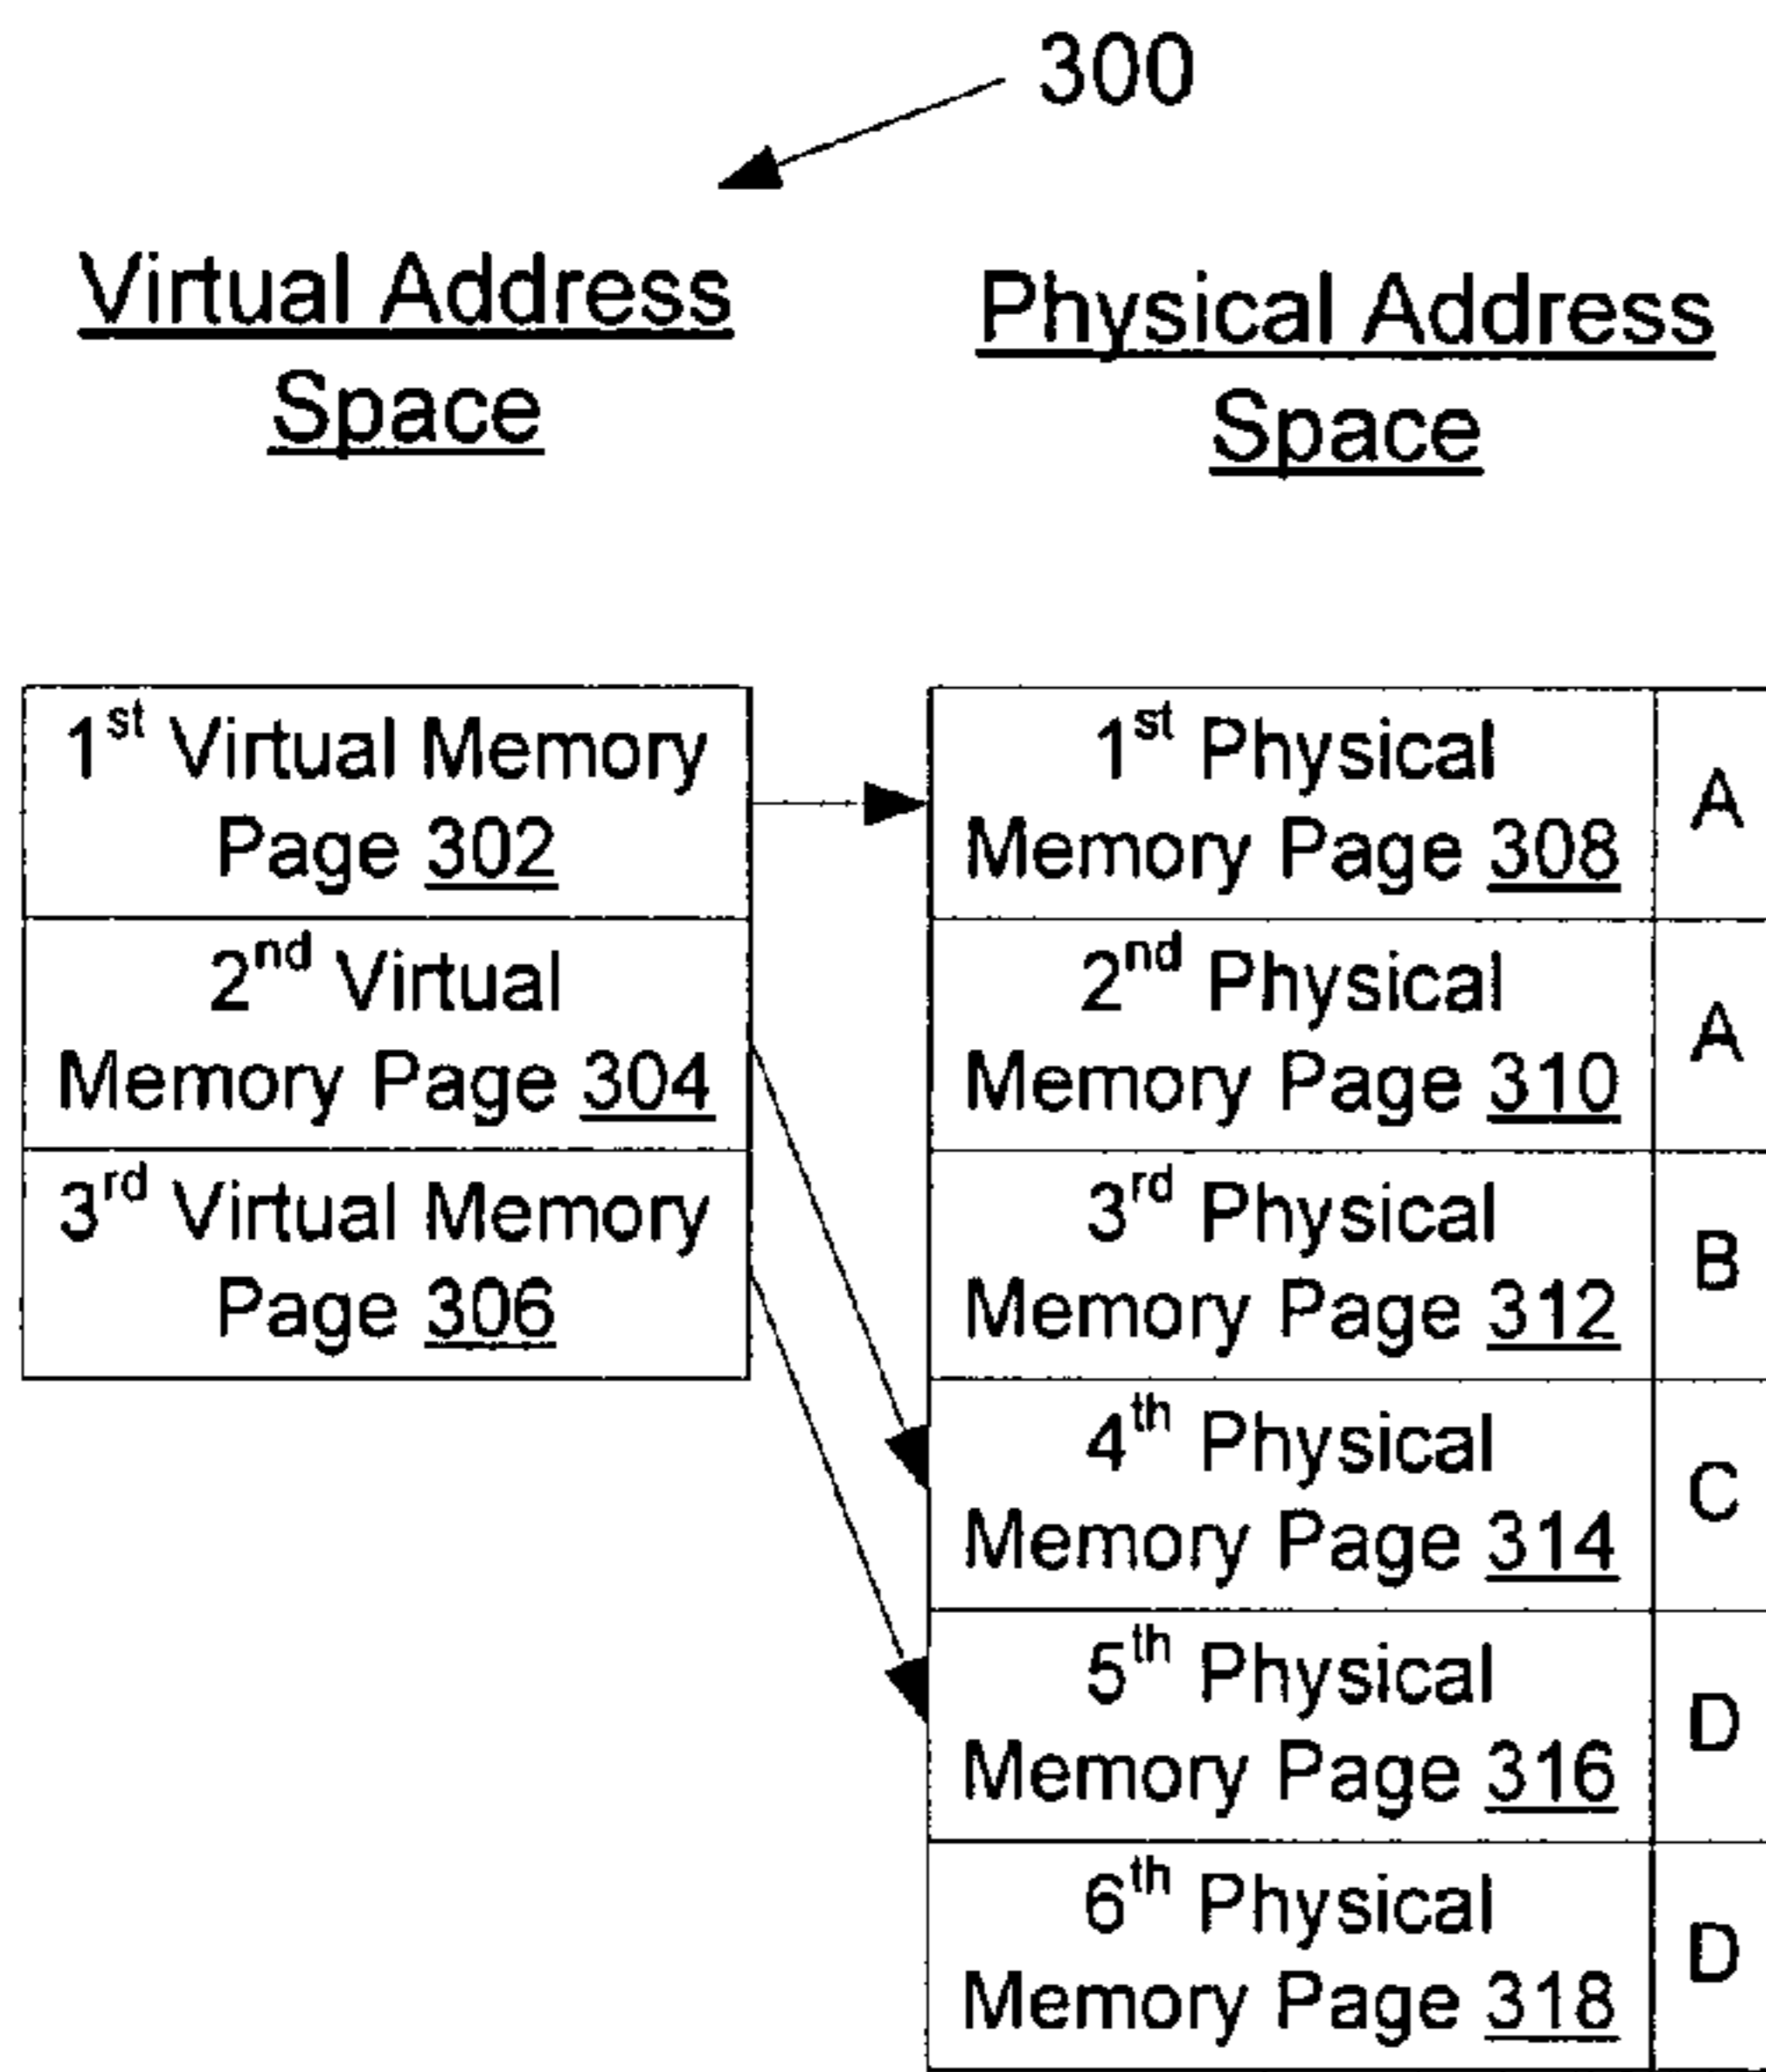 300
Virtual Address
Space
Physical Address
Space
1st Virtual Memory
Page 302
2nd Virtual
Memory Page 304
3rd Virtual Memory
Page 306
1st Physical
Memory Page 308
A
2nd Physical
Memory Page 310
A
3rd Physical
Memory Page 312
B
4th Physical
Memory Page 314
C
5th Physical
Memory Page 316
D
6th Physical
Memory Page 318
D